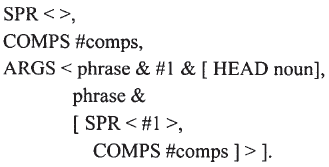 SPR < >,
COMPS #comps,
ARGS < phrase & #1 & [ HEAD noun],
phrase &
[ SPR < #1 >,
COMPS #comps ] > ].